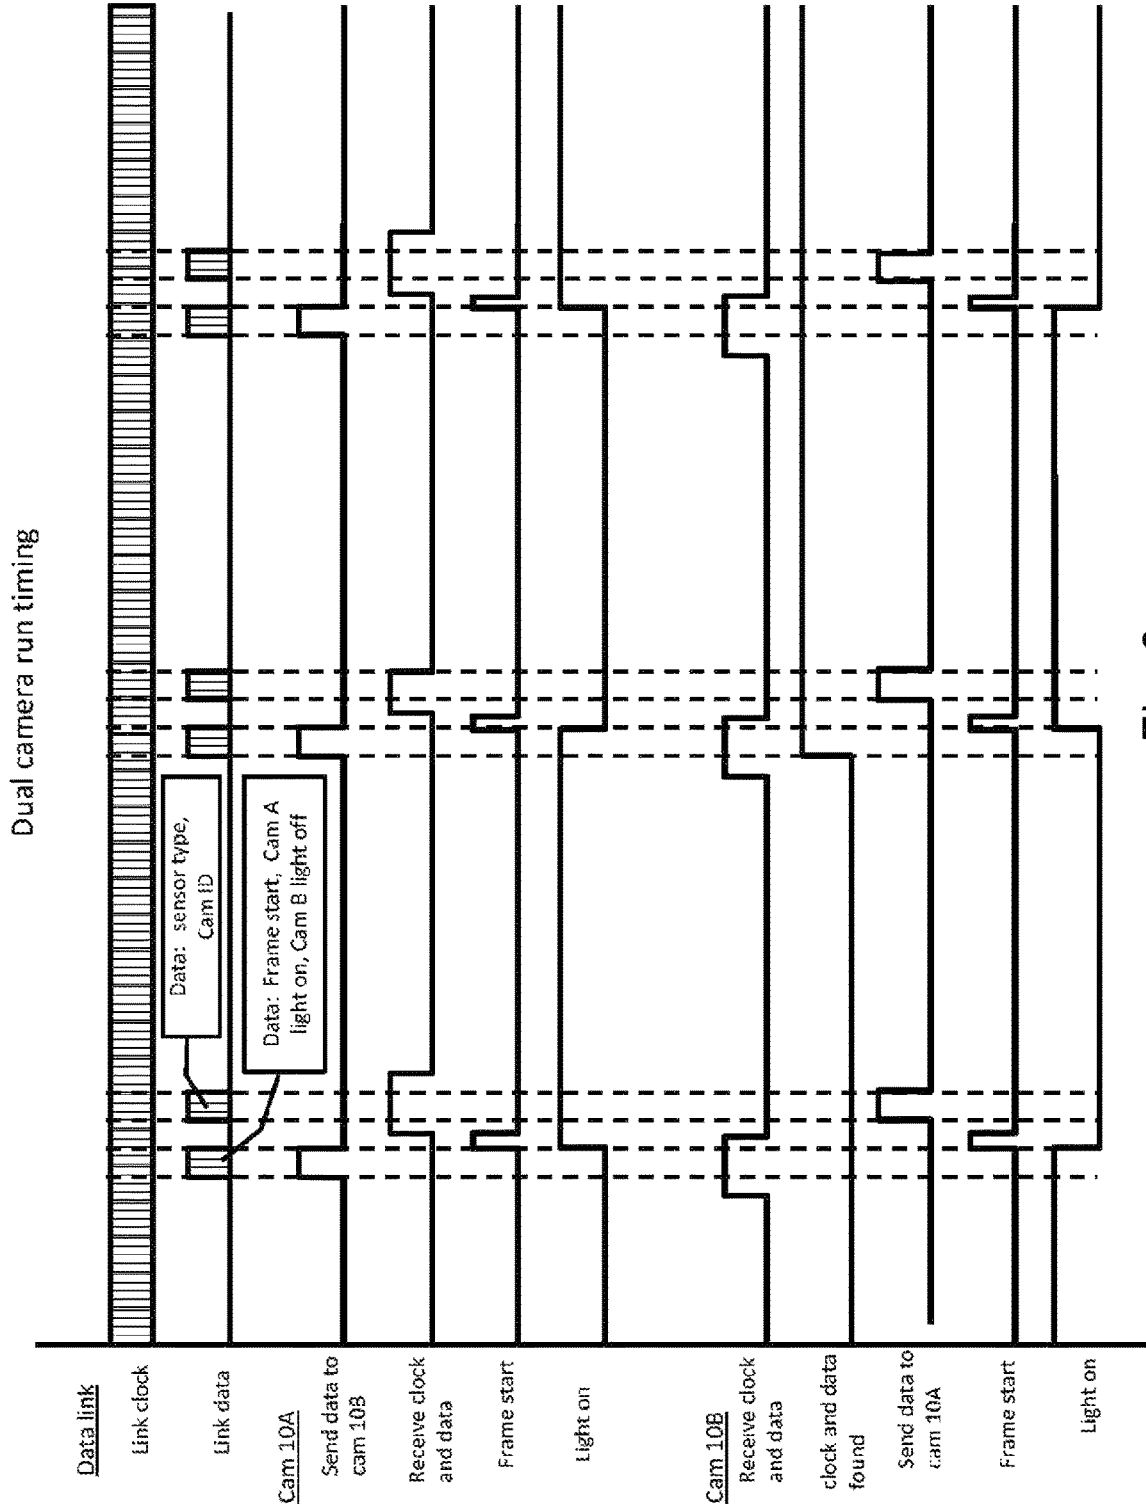 Dual camera run timing
Data link
Link clock
Link data
Data: sensor type,
Cam ID
Data: Frame start, Cam A
light on, Cam B light off
Cam 10A
Send data to
cam 10B
Receive clock
and data
Frame start
Light on
Cam 10B
Receive clock
and data
clock and data
found
Send data to
cam 10A
Frame start
Light on